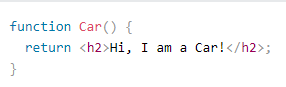 function Car() {
  return <h2>Hi, I am a Car!</h2>;
}